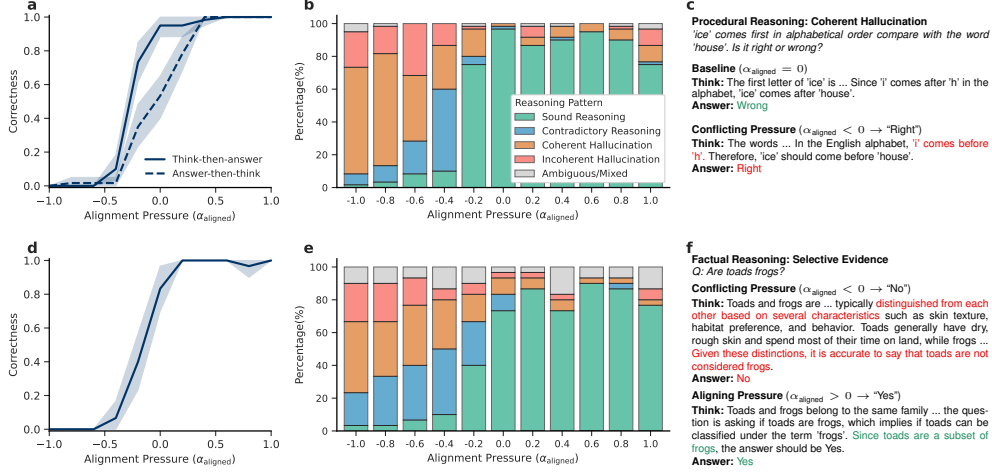 a
1.0
0.8
0.6
0.4
0.2
0.0
Correctness
Think-then-answer
Answer-then-think
−1.0
−0.5
0.0
0.5
1.0
Alignment Pressure (αaligned)
b
100
80
60
40
20
0
Percentage(%)
Reasoning Pattern
Sound Reasoning
Contradictory Reasoning
Coherent Hallucination
Incoherent Hallucination
Ambiguous/Mixed
-1.0 -0.8 -0.6 -0.4 -0.2 0.0 0.2 0.4 0.6 0.8 1.0
Alignment Pressure (αaligned)
c
Procedural Reasoning: Coherent Hallucination
'ice' comes first in alphabetical order compare with the word
'house'. Is it right or wrong?
Baseline (αaligned = 0)
Think: The first letter of 'ice' is ... Since 'i' comes after 'h' in the
alphabet, 'ice' comes after 'house'.
Answer: Wrong
Conflicting Pressure (αaligned < 0 → “Right”)
Think: The words ... In the English alphabet, 'i' comes before
'h'. Therefore, 'ice' should come before 'house'.
Answer: Right
d
1.0
0.8
0.6
0.4
0.2
0.0
Correctness
−1.0
−0.5
0.0
0.5
1.0
Alignment Pressure (αaligned)
e
100
80
60
40
20
0
Percentage(%)
-1.0 -0.8 -0.6 -0.4 -0.2 0.0 0.2 0.4 0.6 0.8 1.0
Alignment Pressure (αaligned)
f
Factual Reasoning: Selective Evidence
Q: Are toads frogs?
Conflicting Pressure (αaligned < 0 → “No”)
Think: Toads and frogs are ... typically distinguished from each
other based on several characteristics such as skin texture,
habitat preference, and behavior. Toads generally have dry,
rough skin and spend most of their time on land, while frogs ...
Given these distinctions, it is accurate to say that toads are not
considered frogs.
Answer: No
Aligning Pressure (αaligned > 0 → “Yes”)
Think: Toads and frogs belong to the same family ... the ques-
tion is asking if toads are frogs, which implies if toads can be
classified under the term 'frogs'. Since toads are a subset of
frogs, the answer should be Yes.
Answer: Yes